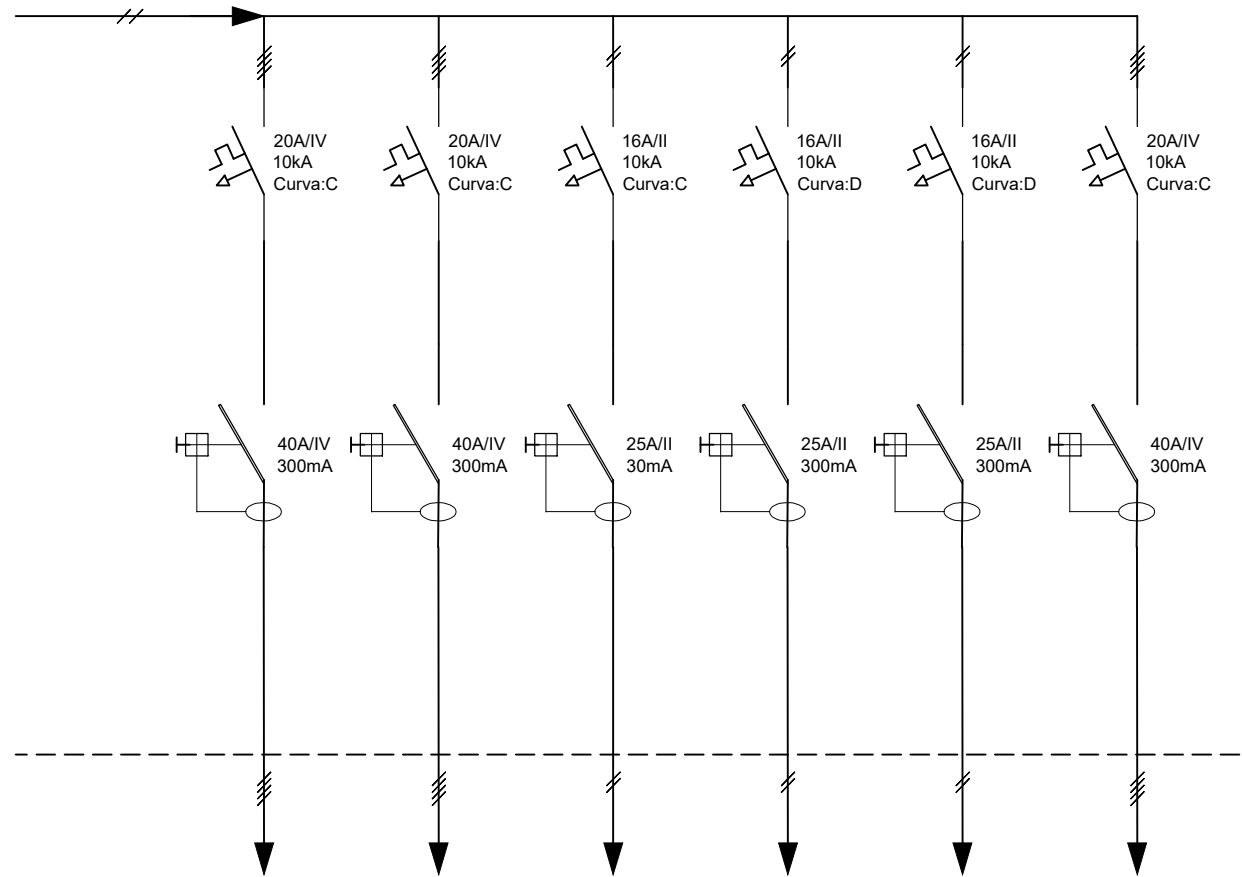 20A/IV
10kA
Curva:C
20A/IV
10kA
Curva:C
16A/II
10kA
Curva:C
16A/II
10kA
Curva:D
16A/II
10kA
Curva:D
20A/IV
10kA
Curva:C
40A/IV
300mA
40A/IV
300mA
25A/II
30mA
25A/II
300mA
25A/II
300mA
40A/IV
300mA